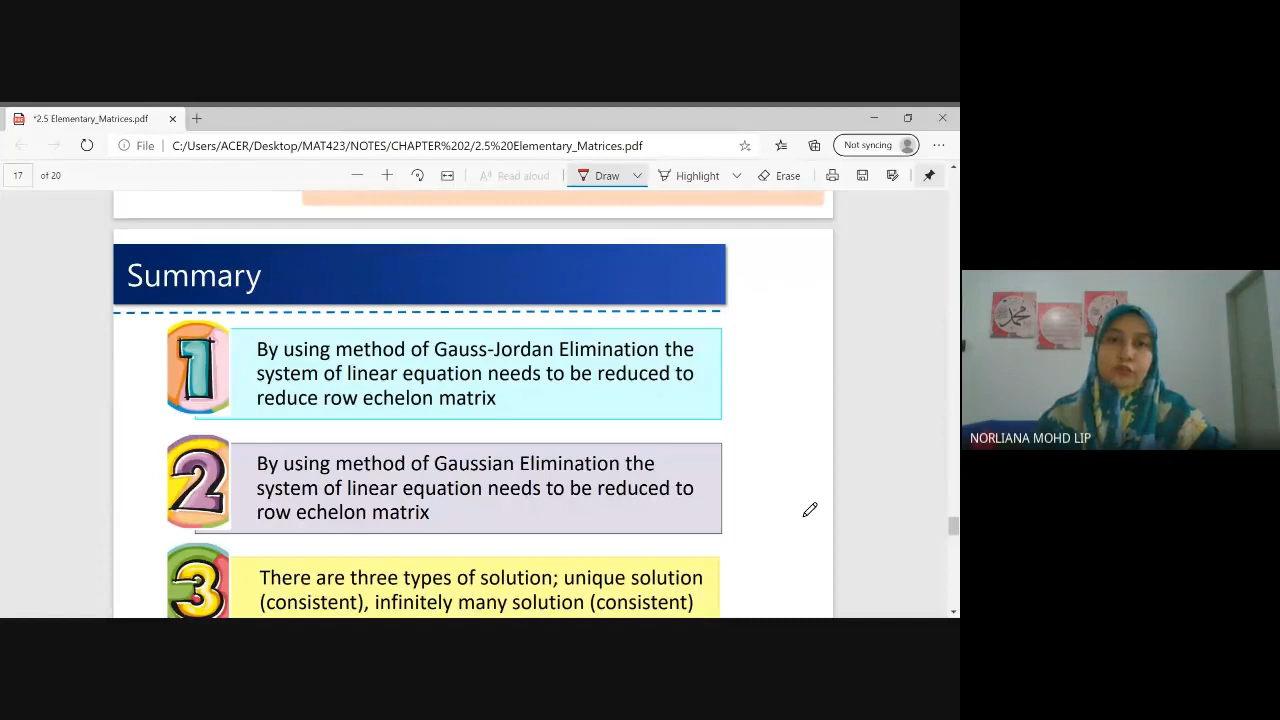 *2.5 Elementary_Matrices.pdf
File
C:/Users/ACER/Desktop/MAT423/NOTES/CHAPTER%202/2.5%20Elementary_Matrices.pdf
Not syncing
17 of 20
Read aloud
Draw
Highlight
Erase
Summary
1
By using method of Gauss-Jordan Elimination the
system of linear equation needs to be reduced to
reduce row echelon matrix
2
By using method of Gaussian Elimination the
system of linear equation needs to be reduced to
row echelon matrix
3
There are three types of solution; unique solution
(consistent), infinitely many solution (consistent)
NORLIANA MOHD LIP